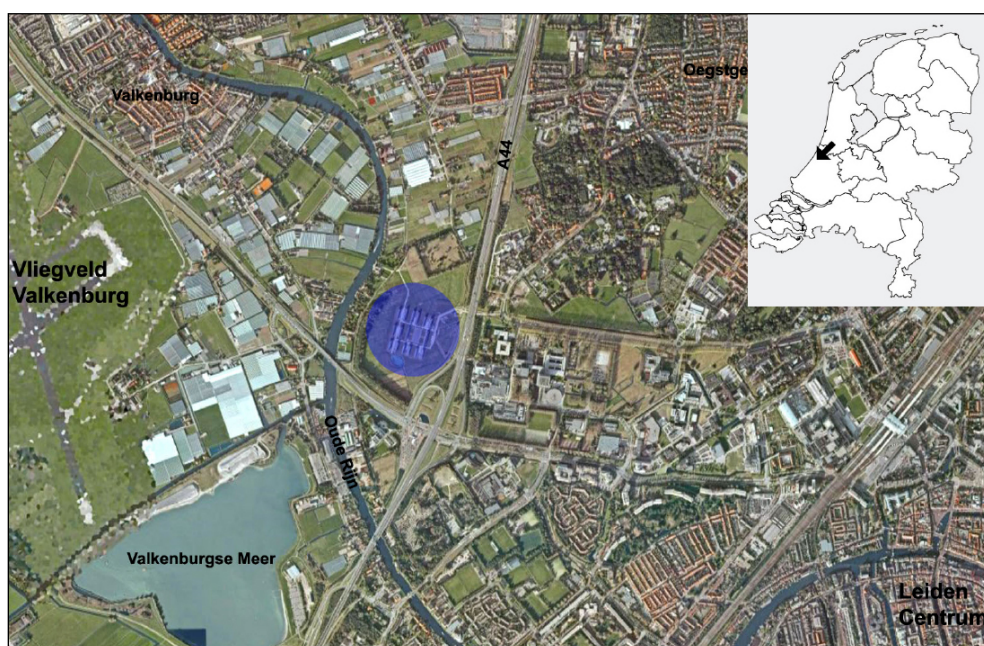 Valkenburg
Oegstge
A44
Vliegveld
Valkenburg
Oude Rijn
Valkenburgse Meer
Leiden
Centrum